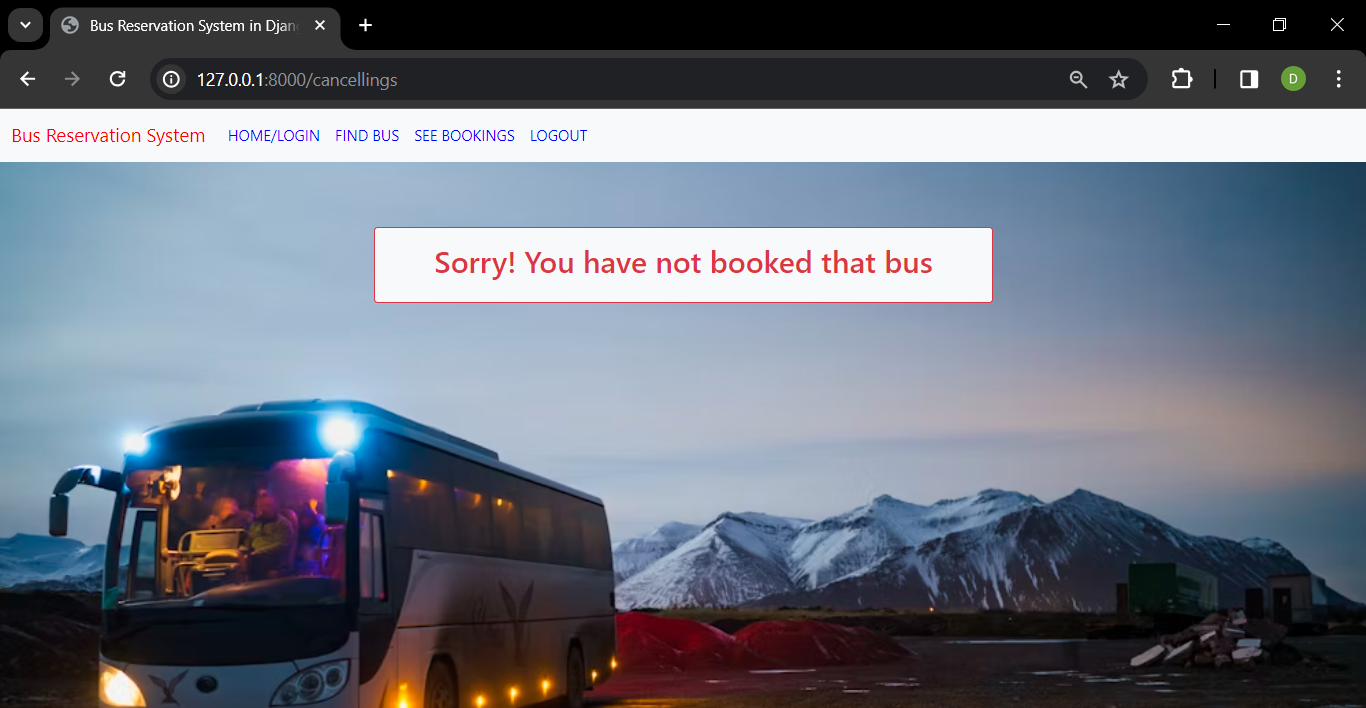 Bus Reservation System in Djan
127.0.0.1:8000/cancellings
D
Bus Reservation System HOME/LOGIN FIND BUS SEE BOOKINGS LOGOUT
Sorry! You have not booked that bus